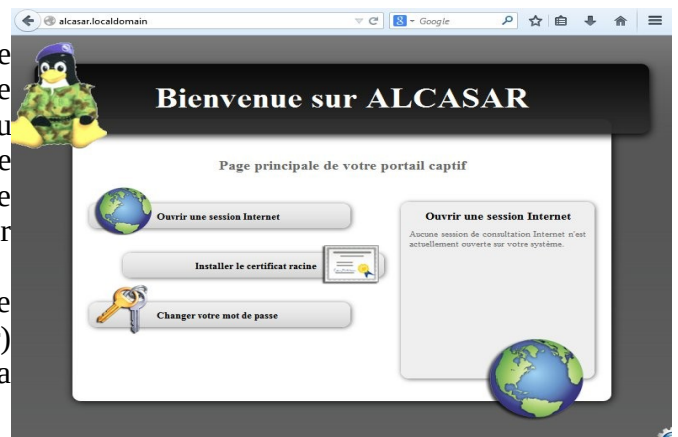 alcasar.localdomain
Google
Bienvenue sur ALCASAR
Page principale de votre portail captif
Ouvrir une session Internet
Installer le certificat racine
Changer votre mot de passe
Ouvrir une session Internet
Aucune session de consultation Internet n'est
actuellement ouverte sur votre système.